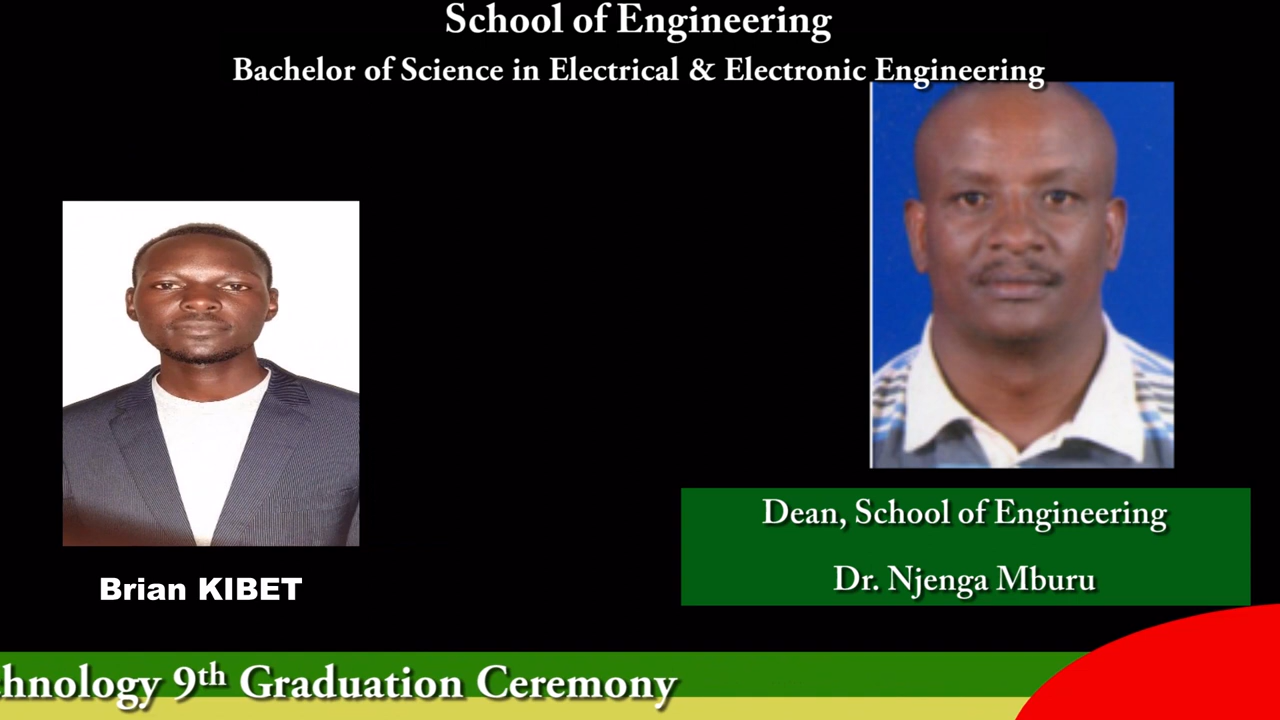 School of Engineering
Bachelor of Science in Electrical & Electronic Engineering
Brian KIBET
Dean, School of Engineering
Dr. Njenga Mburu
hnology 9th Graduation Ceremony